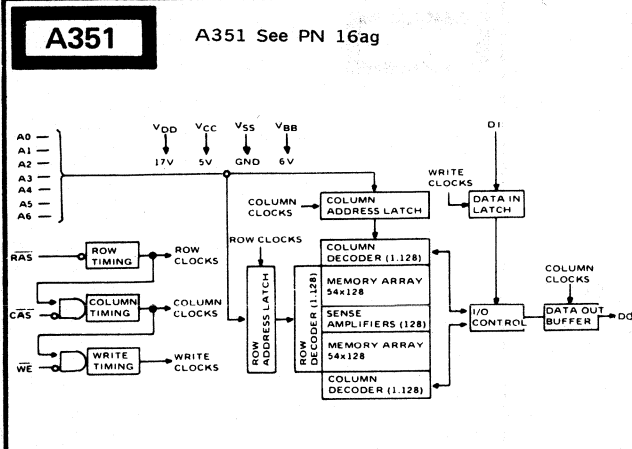 A351
A351 See PN 16ag
A0
A1
A2
A3
A4
A5
A6
VDD
17V
VCC
5V
VSS
GND
VBB
6V
DI
WRITE
CLOCKS
DATA IN
LATCH
COLUMN
CLOCKS
COLUMN
ADDRESS LATCH
RAS
ROW
TIMING
ROW
CLOCKS
ROW CLOCKS
COLUMN
DECODER (1.128)
CAS
COLUMN
TIMING
COLUMN
CLOCKS
ROW
ADDRESS LATCH
ROW
DECODER (1.128)
MEMORY ARRAY
54x128
SENSE
AMPLIFIERS (128)
MEMORY ARRAY
54x128
COLUMN
DECODER (1.128)
I/O
CONTROL
COLUMN
CLOCKS
DATA OUT
BUFFER
WE
WRITE
TIMING
WRITE
CLOCKS